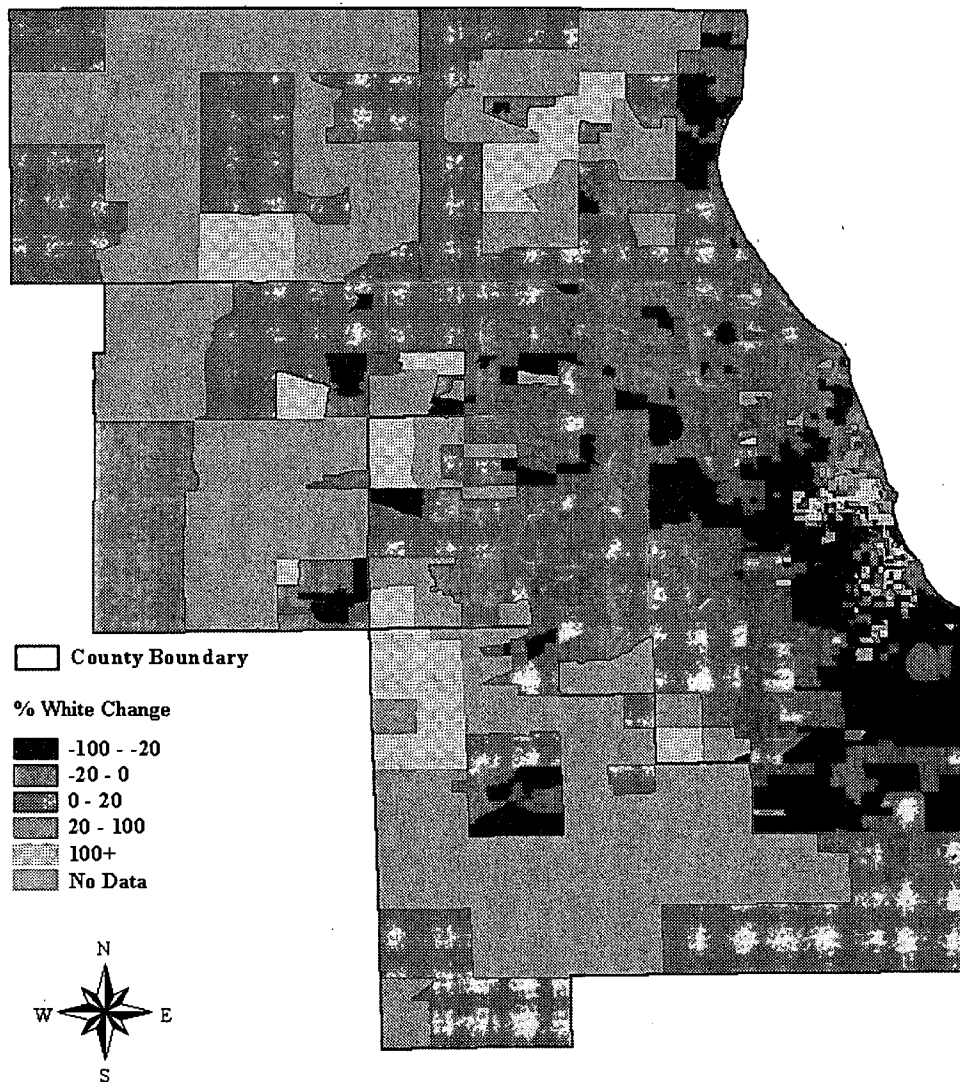 County Boundary
% White Change
-100 - -20
-20 - 0
0 - 20
20 - 100
100+
No Data
N
W E
S